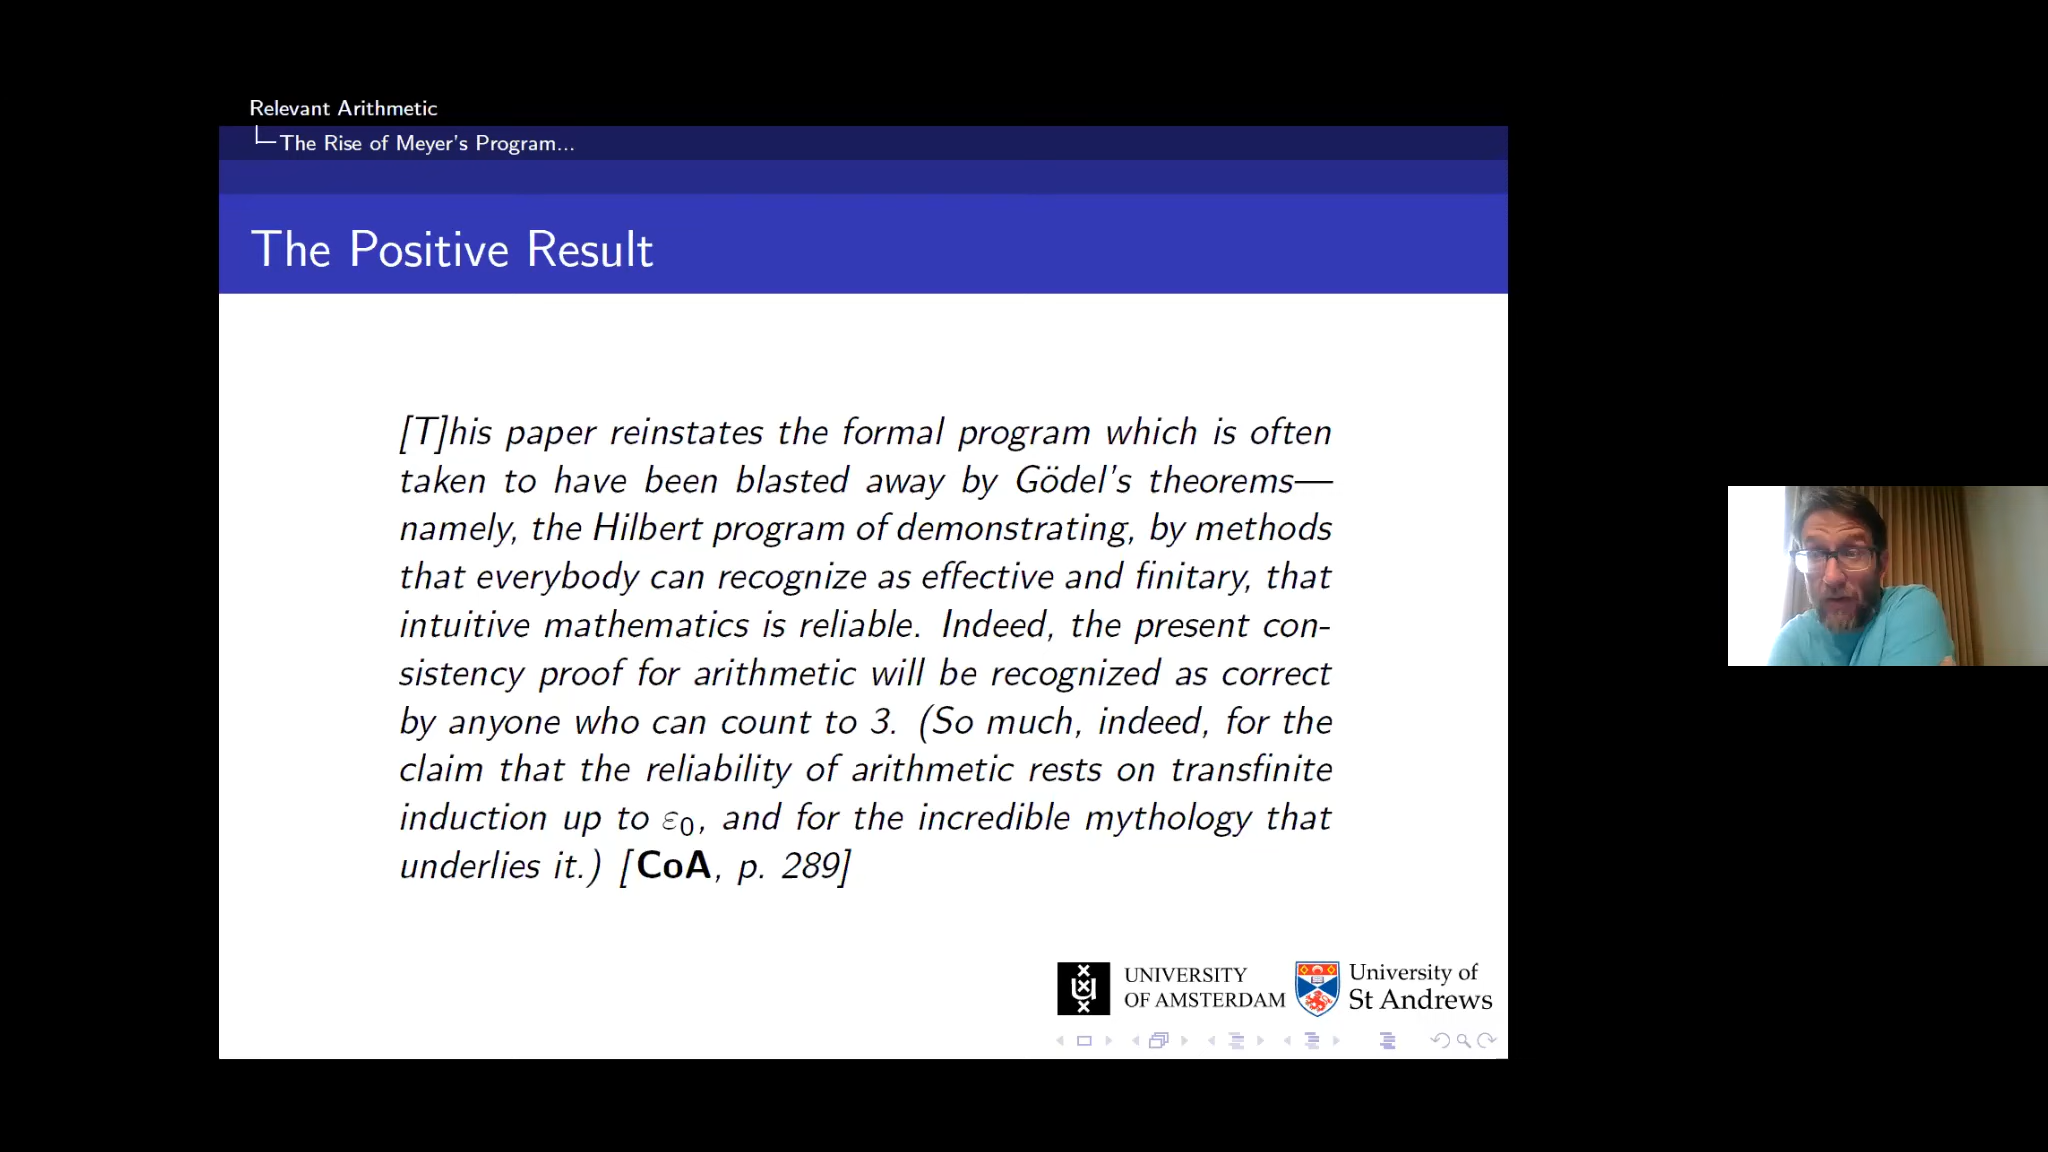 Relevant Arithmetic
The Rise of Meyer's Program...
The Positive Result
[T]his paper reinstates the formal program which is often
taken to have been blasted away by Gödel's theorems—
namely, the Hilbert program of demonstrating, by methods
that everybody can recognize as effective and finitary, that
intuitive mathematics is reliable. Indeed, the present con-
sistency proof for arithmetic will be recognized as correct
by anyone who can count to 3. (So much, indeed, for the
claim that the reliability of arithmetic rests on transfinite
induction up to ε₀, and for the incredible mythology that
underlies it.) [CoA, p. 289]
UNIVERSITY
OF AMSTERDAM
University of
St Andrews